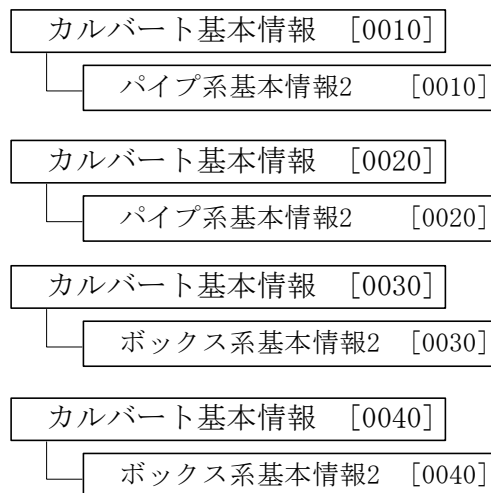 カルバート基本情報 [0010]
パイプ系基本情報2 [0010]
カルバート基本情報 [0020]
パイプ系基本情報2 [0020]
カルバート基本情報 [0030]
ボックス系基本情報2 [0030]
カルバート基本情報 [0040]
ボックス系基本情報2 [0040]